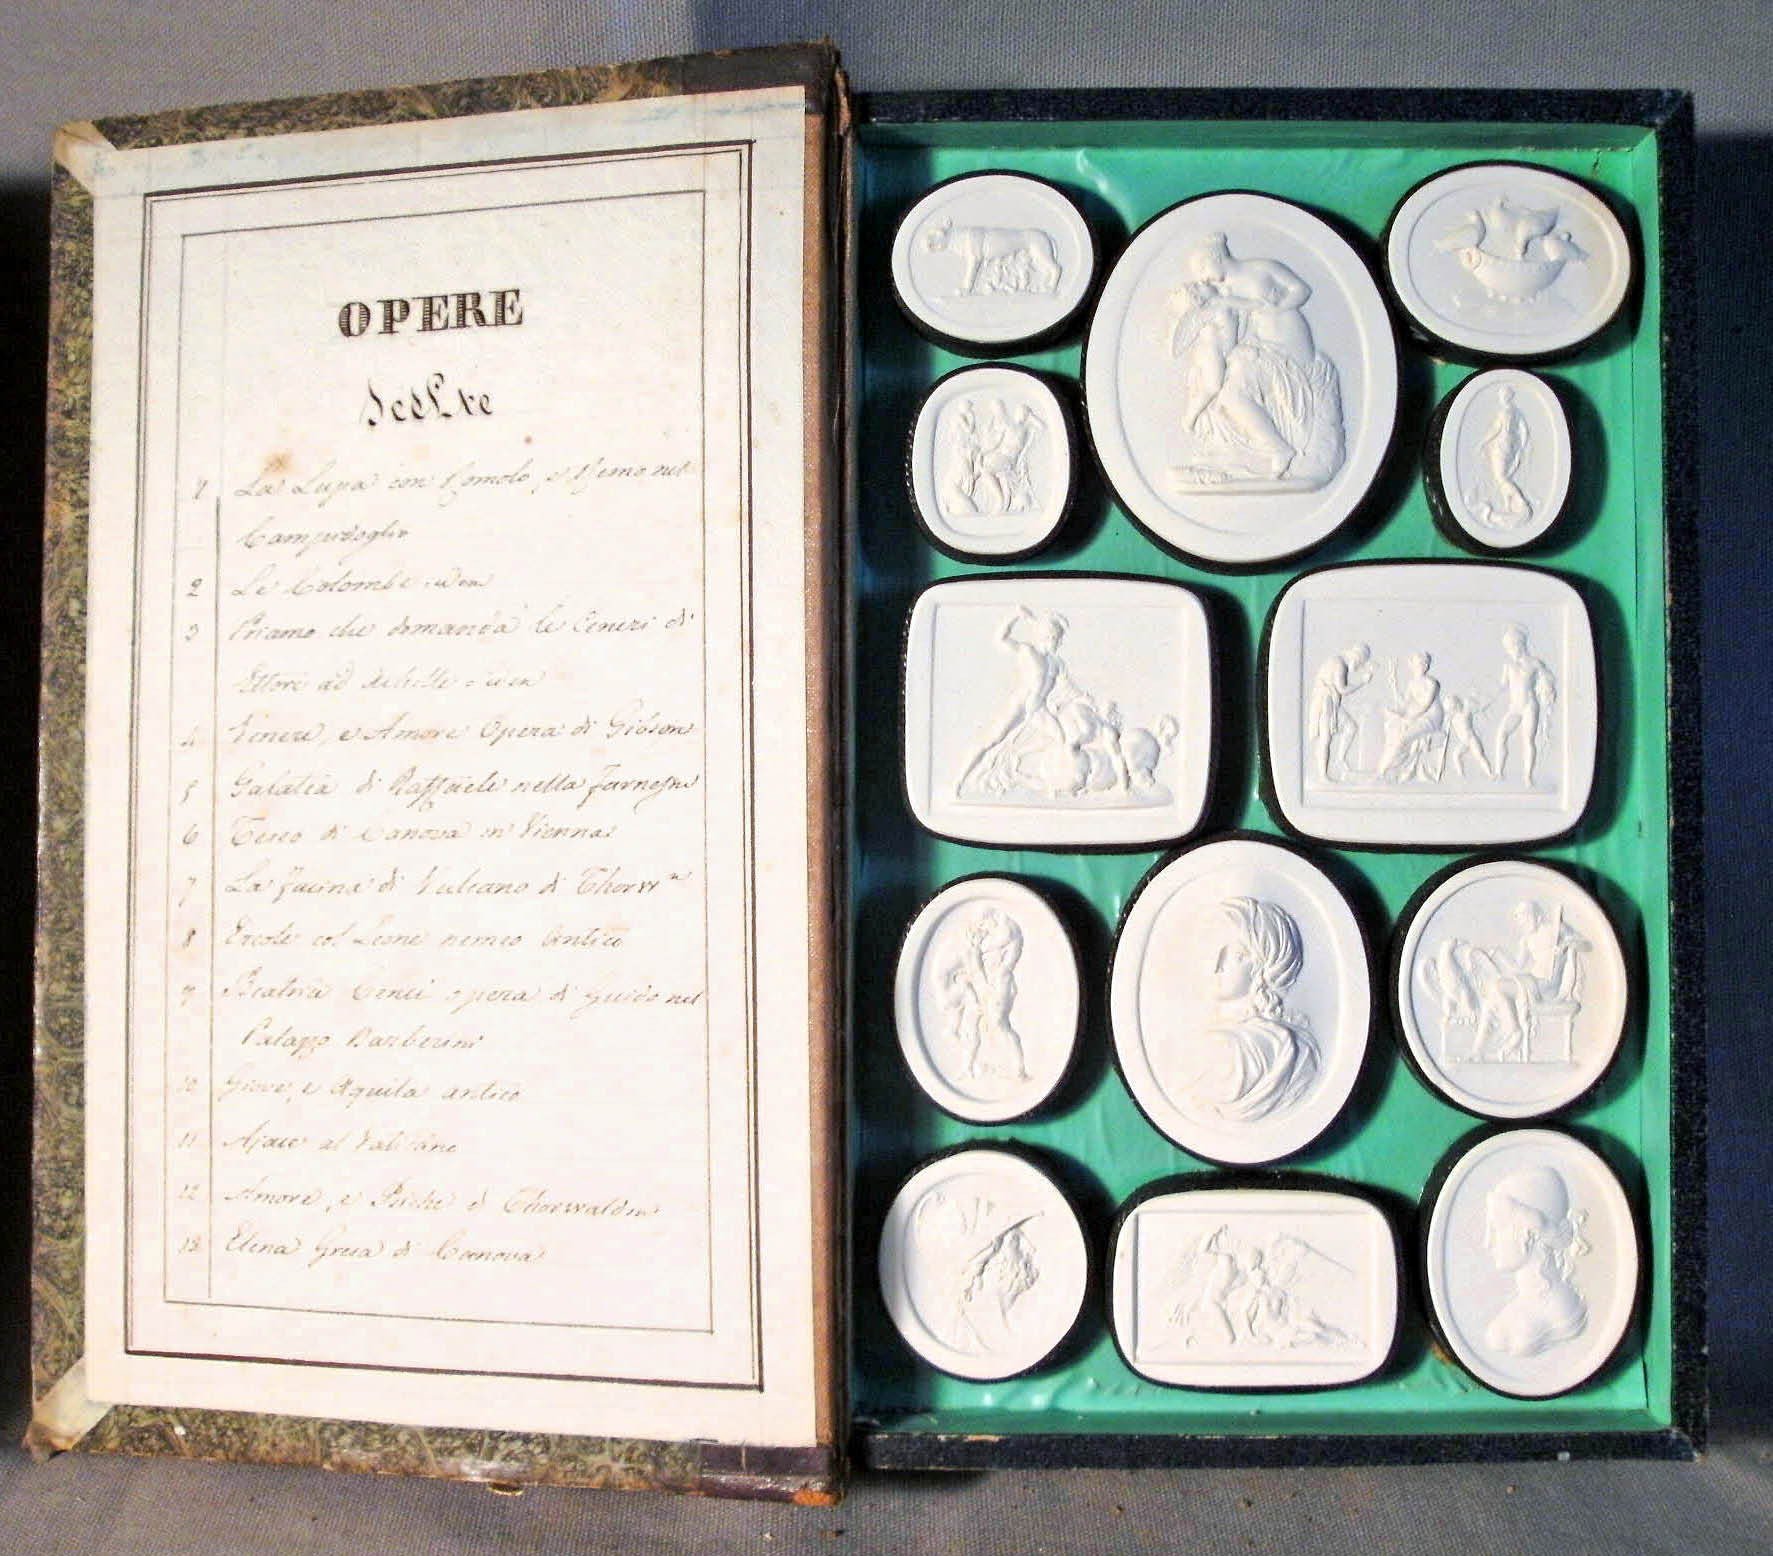 OPERE
Scelte
1 La Lupa con Romolo, e Remo nel
Campidoglio
2 Le Colombe idem
3 Priamo che domanda le Ceneri di
Ettore ad Achille = idem
4 Venere, e Amore Opera di Gibson
5 Galatea di Raffaele nella Farnesina
6 Teseo di Canova in Vienna
7 La Fucina di Vulcano di Thorwn
8 Ercole col Leone nemeo Antico
9 Beatrice Cenci opera di Guido nel
Palazzo Barberini
10 Giove, e Aquila antico
11 Ajace al Vaticano
12 Amore, e Psiche di
13 Elena Greca di Canova